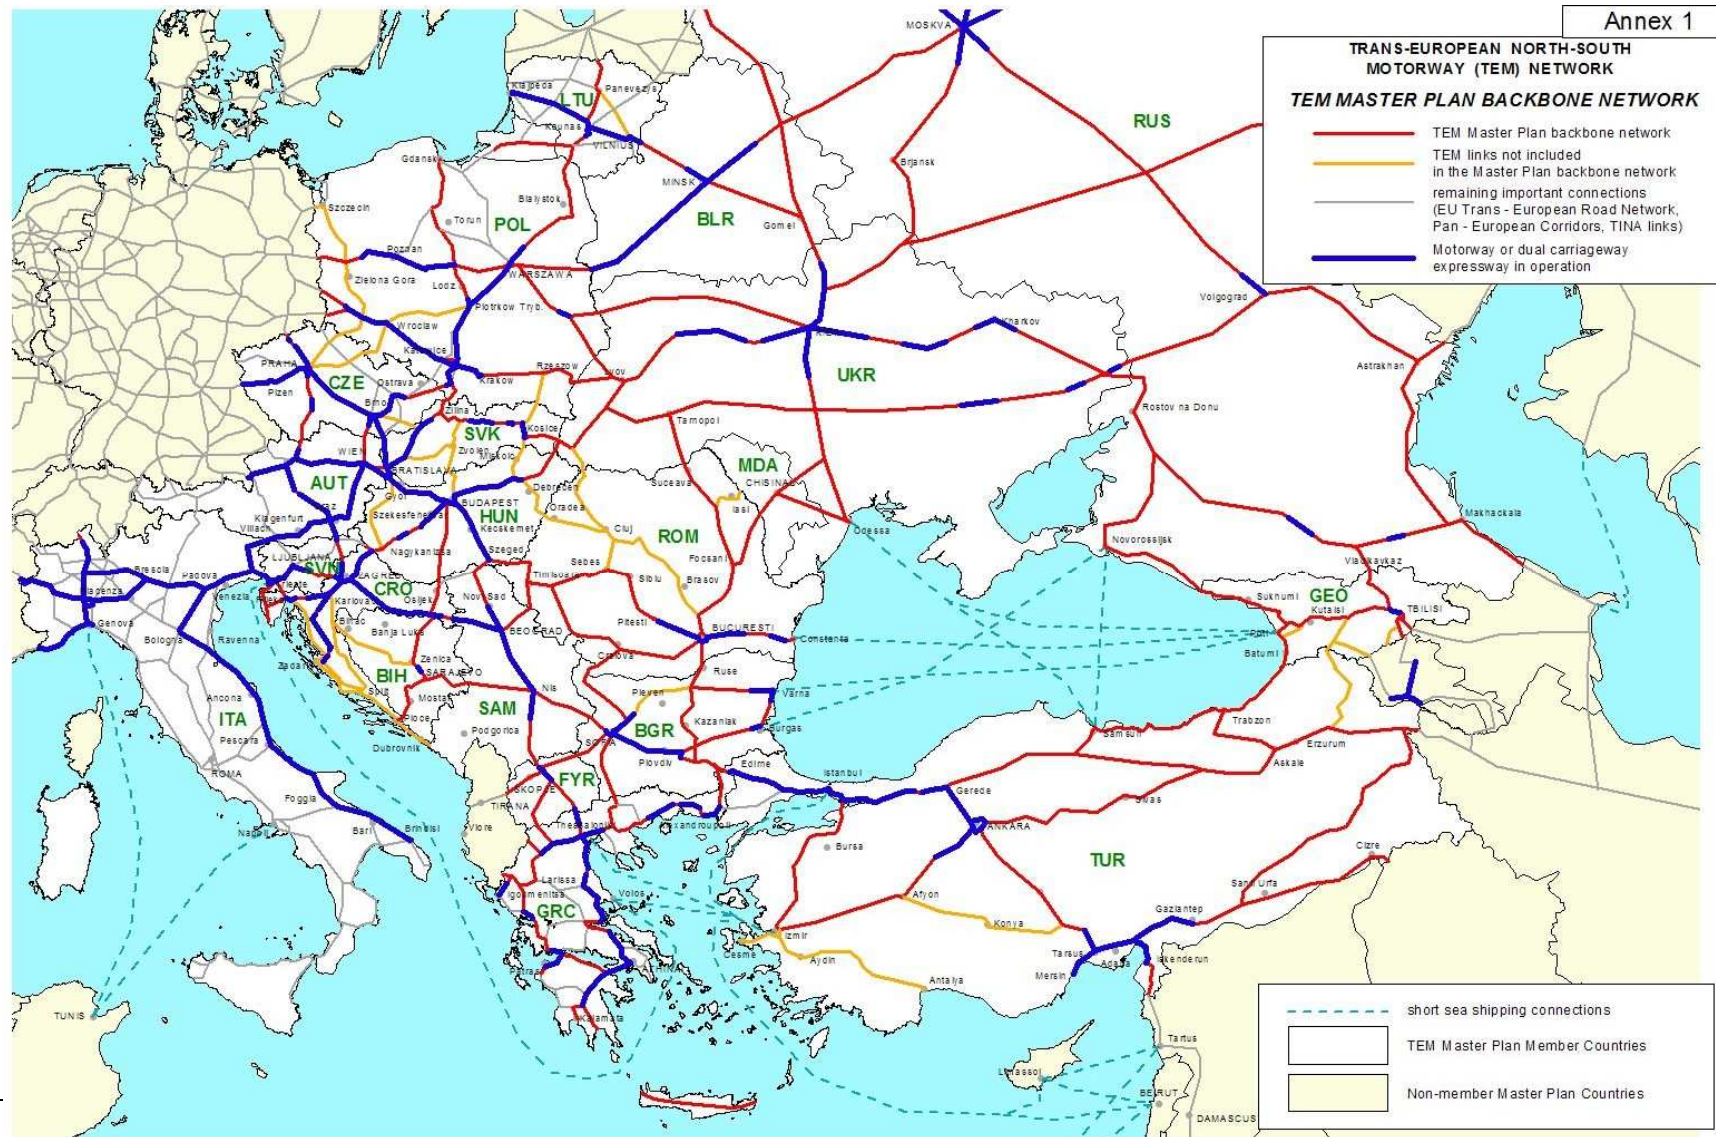 Annex 1
TRANS-EUROPEAN NORTH-SOUTH
MOTORWAY (TEM) NETWORK
TEM MASTER PLAN BACKBONE NETWORK
TEM Master Plan backbone network
TEM links not included
in the Master Plan backbone network
remaining important connections
(EU Trans - European Road Network,
Pan - European Corridors, TINA links)
Motorway or dual carriageway
expressway in operation
MOSKVA
RUS
Klajpeda
Panevezys
LTU
Kaunas
VILNIUS
Gdansk
Brjansk
MINSK
Bialystok
Szczecin
Torun
POL
BLR
Gomel
Poznan
WARSZAWA
Zielona Gora
Lodz
Volgograd
Piotrkow Tryb.
Wroclaw
Kharkov
Katowice
PRAHA
Rzeszow
Lvov
Astrakhan
CZE
Ostrava
Krakow
UKR
Plzen
Brno
Zilina
Rostov na Donu
Tarnopol
Kosice
SVK
WIEN
Zvolen
Miskolc
MDA
BRATISLAVA
Suceava
CHISINAU
AUT
Gyor
Debrecen
BUDAPEST
Iasi
Szekesfehervar
HUN
Oradea
Makhackala
Klagenfurt
Villach
Kecskemet
Cluj
Odessa
ROM
Novorossijsk
LJUBLJANA
Nagykanizsa
Szeged
Focsani
Vladikavkaz
Brescia
Padova
SVN
Sebes
Timisoara
Sibiu
Brasov
ZAGREB
CRO
Trieste
Piacenza
Venezia
Karlovac
Osijek
Novi Sad
Sukhumi
GEO
Kutaisi
TBILISI
Genova
Bihac
Banja Luka
BEOGRAD
Pitesti
BUCURESTI
Constanta
Poti
Bologna
Ravenna
Batumi
Craiova
Zadar
Zenica
BIH
SARAJEVO
Ruse
Ancona
Split
Mostar
Nis
Pleven
Varna
ITA
SAM
Ploce
Kazanlak
Trabzon
Pescara
Podgorica
BGR
Burgas
Samsun
Dubrovnik
SOFIA
Erzurum
ROMA
Plovdiv
Edirne
Askale
Istanbul
FYR
SKOPJE
Gerede
Foggia
TIRANA
Sivas
Napoli
Bari
Brindisi
Vlore
Thessaloniki
Alexandroupoli
ANKARA
Bursa
Cizre
TUR
Larissa
Igoumenitsa
Sanli Urfa
Volos
Afyon
GRC
Gaziantep
Konya
Izmir
Cesme
Tarsus
Aydin
Adana
Iskenderun
Patras
ATHINAI
Mersin
Antalya
TUNIS
Kalamata
Tartus
Limassol
BEIRUT
DAMASCUS
short sea shipping connections
TEM Master Plan Member Countries
Non-member Master Plan Countries